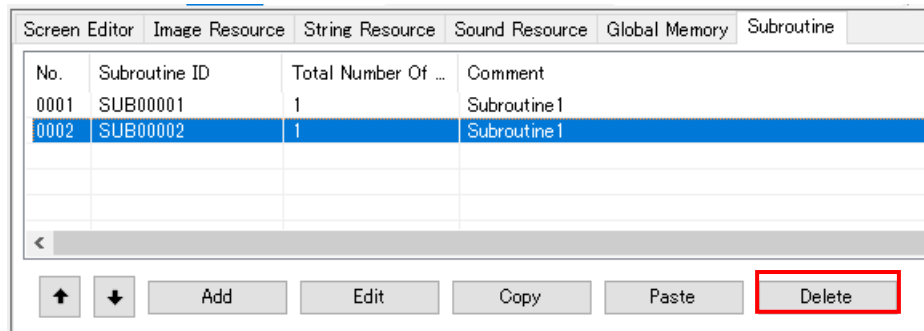 Screen Editor Image Resource String Resource Sound Resource Global Memory Subroutine
No. Subroutine ID Total Number Of ... Comment
0001 SUB00001 1 Subroutine1
0002 SUB00002 1 Subroutine1
Add Edit Copy Paste Delete